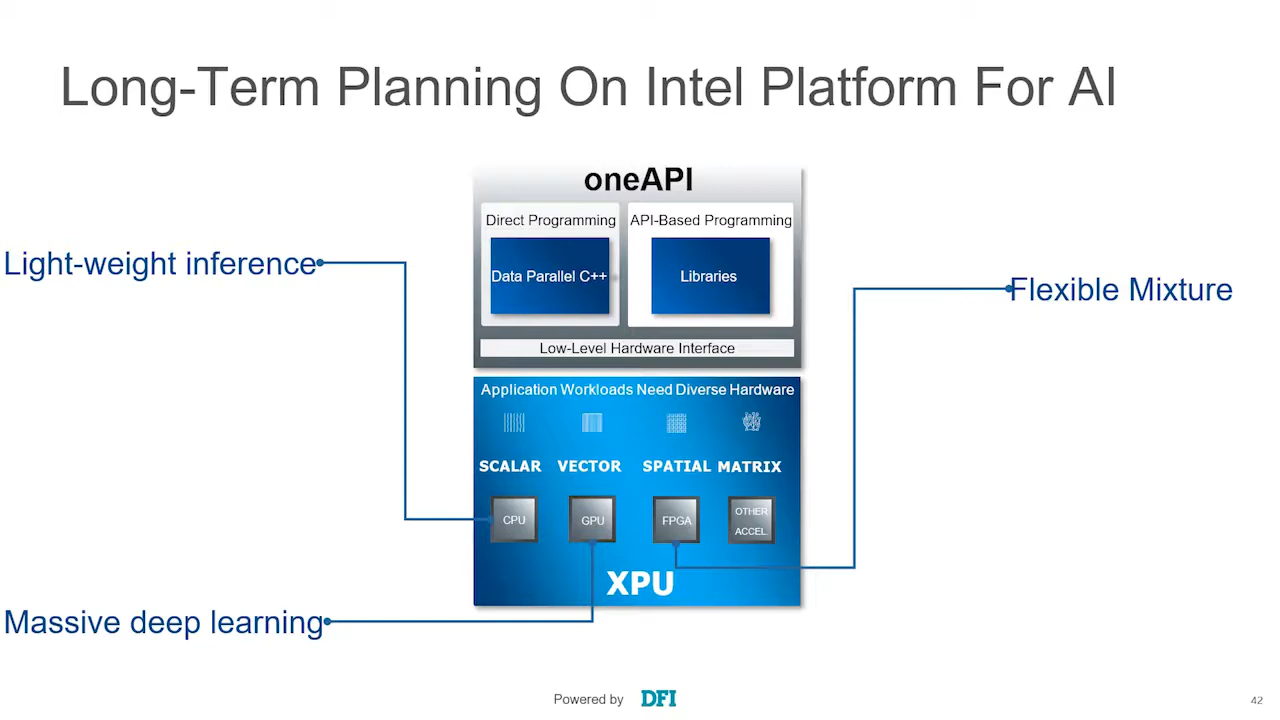 Long-Term Planning On Intel Platform For AI
oneAPI
Direct Programming
API-Based Programming
Data Parallel C++
Libraries
Low-Level Hardware Interface
Light-weight inference
Flexible Mixture
Application Workloads Need Diverse Hardware
SCALAR
VECTOR
SPATIAL
MATRIX
CPU
GPU
FPGA
OTHER
ACCEL.
XPU
Massive deep learning
Powered by DFI
42